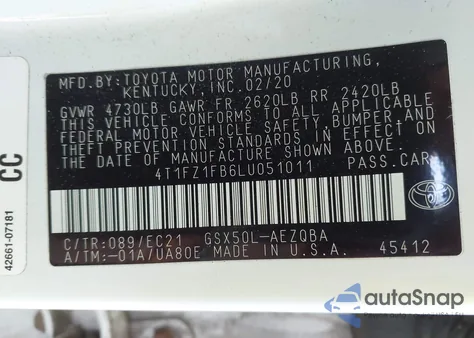 MFD.BY:TOYOTA MOTOR MANUFACTURING,
KENTUCKY,INC.02/20
GVWR 4730LB GAWR FR 2620LB RR 2420LB
THIS VEHICLE CONFORMS TO ALL APPLICABLE
FEDERAL MOTOR VEHICLE SAFETY, BUMPER,AND
THEFT PREVENTION STANDARDS IN EFFECT ON
THE DATE OF MANUFACTURE SHOWN ABOVE.
4T1FZ1FB6LU051011 PASS.CAR
C/TR:089/EC21 GSX50L-AEZQBA
A/TM:-01A/UA80E MADE IN U.S.A. 45412
42661-07181 CC
TOYOTA
autoSnap